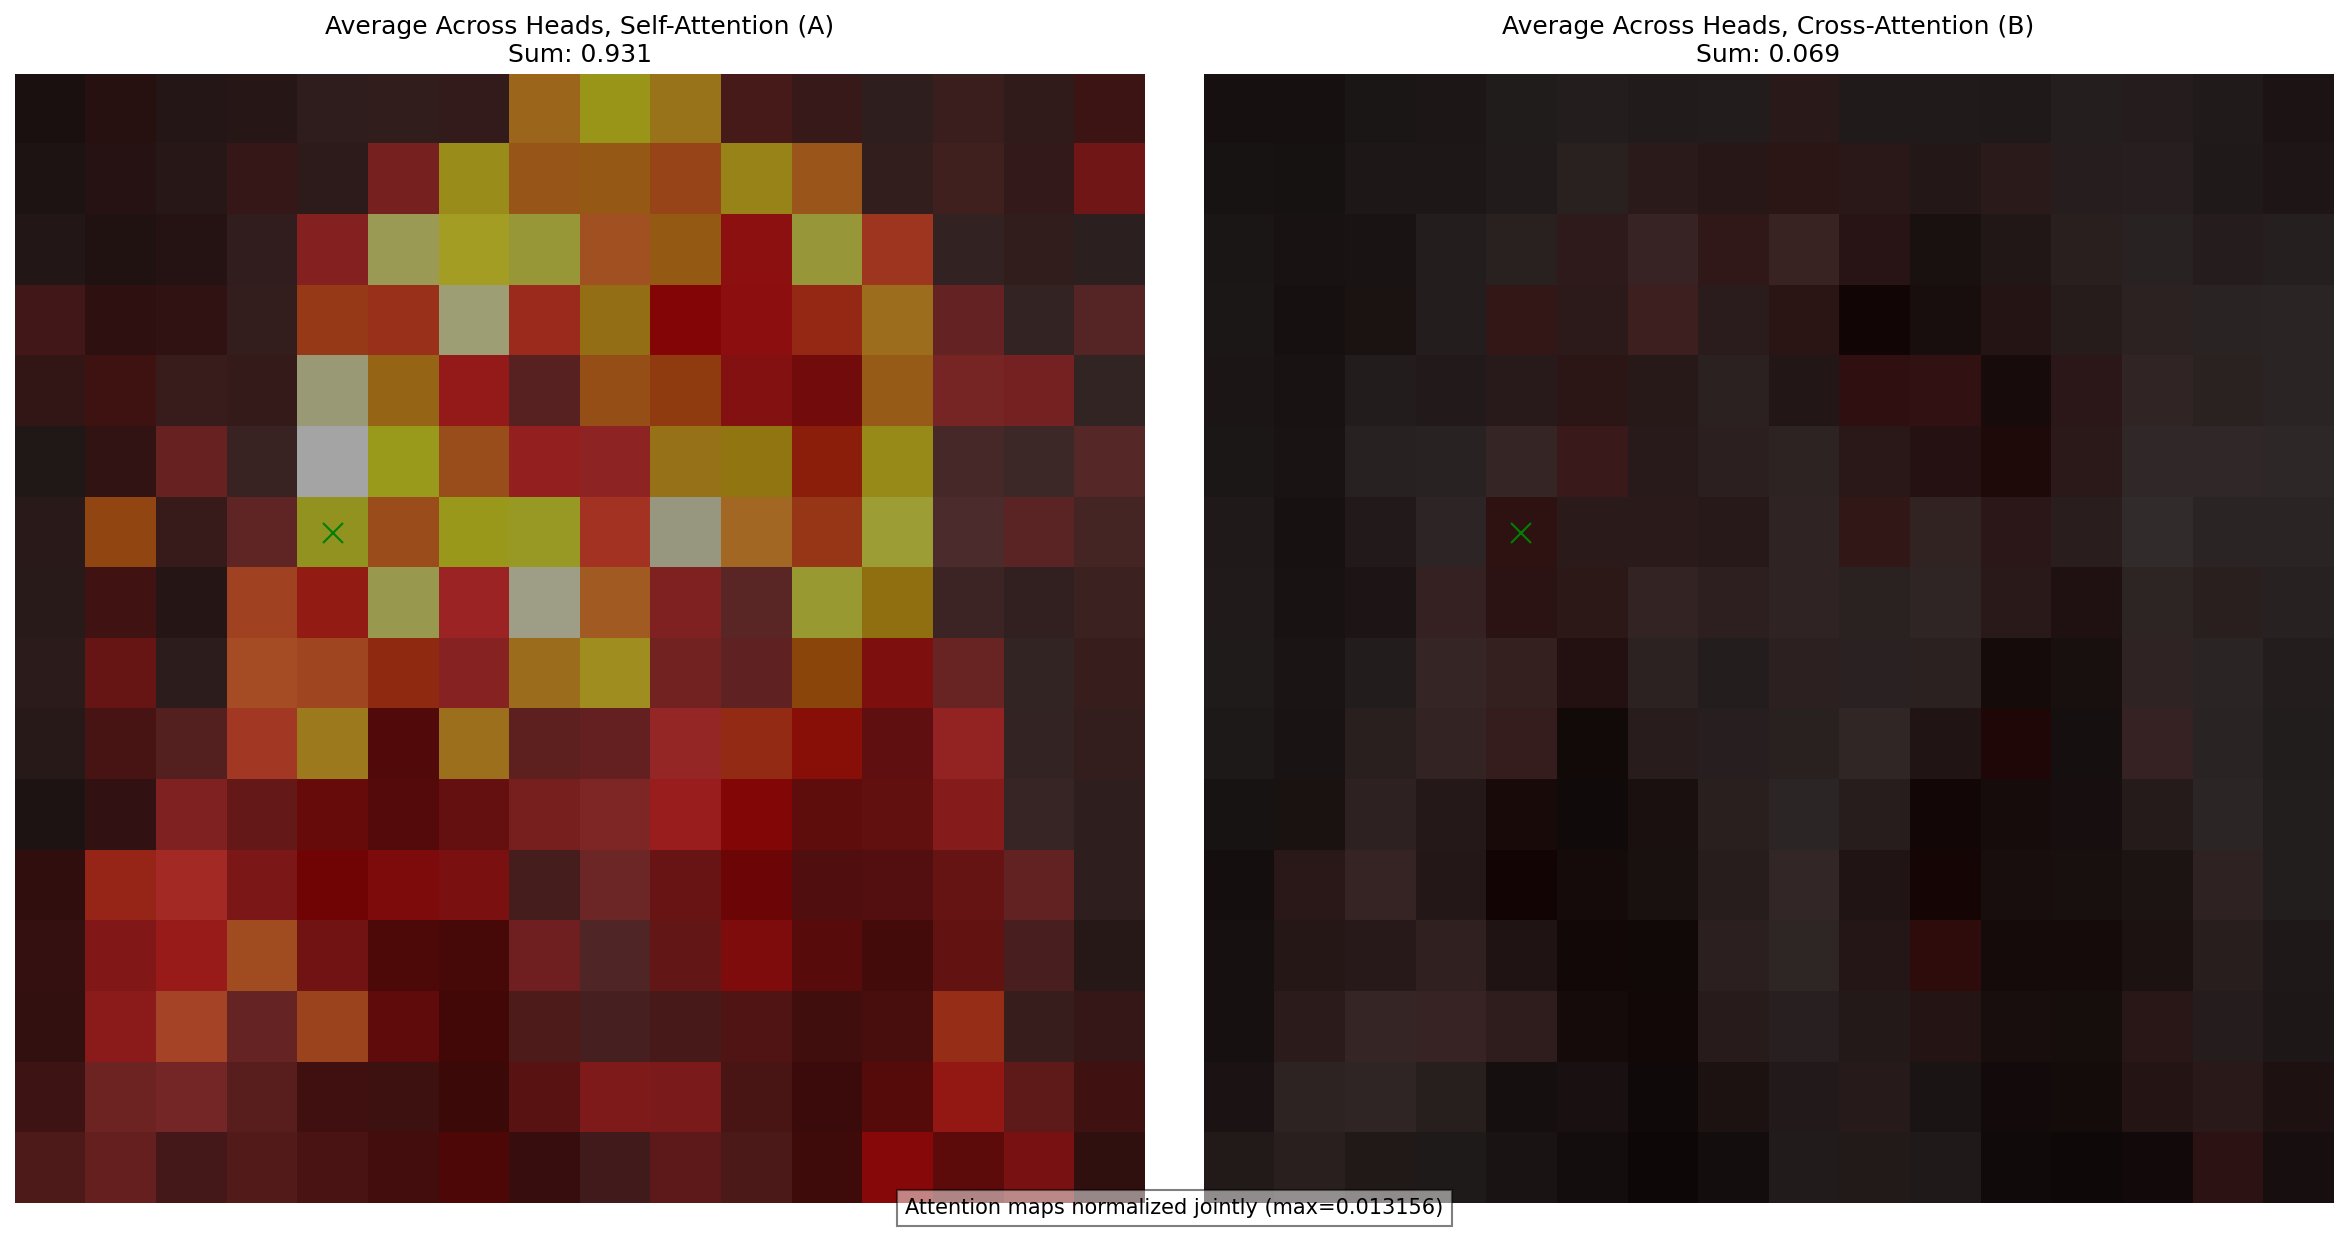 Average Across Heads, Self-Attention (A)
Sum: 0.931
Average Across Heads, Cross-Attention (B)
Sum: 0.069
Attention maps normalized jointly (max=0.013156)